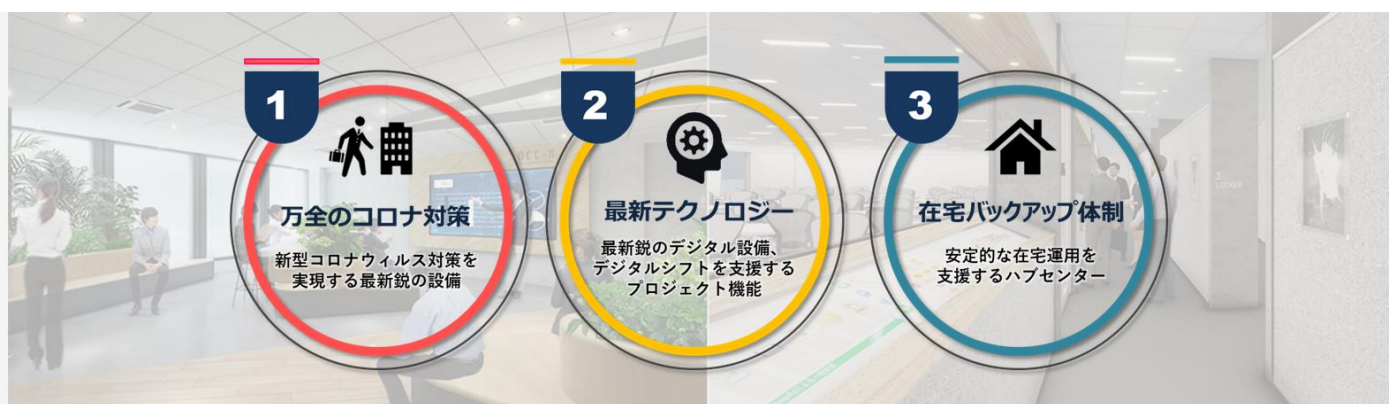 1
万全のコロナ対策
新型コロナウィルス対策を
実現する最新鋭の設備
2
最新テクノロジー
最新鋭のデジタル設備、
デジタルシフトを支援する
プロジェクト機能
3
在宅バックアップ体制
安定的な在宅運用を
支援するハブセンター
LOCKER